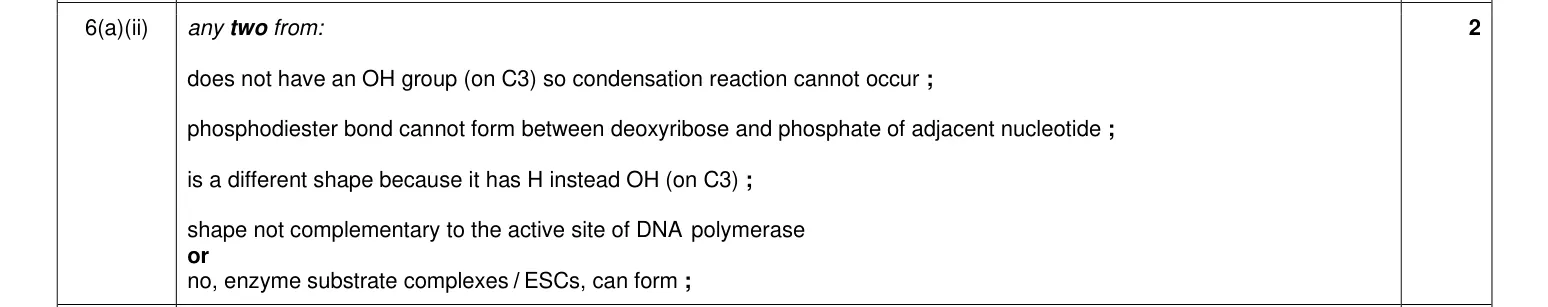 6(a)(ii) any two from: 2
does not have an OH group (on C3) so condensation reaction cannot occur ;
phosphodiester bond cannot form between deoxyribose and phosphate of adjacent nucleotide ;
is a different shape because it has H instead OH (on C3) ;
shape not complementary to the active site of DNA polymerase
or
no, enzyme substrate complexes / ESCs, can form ;